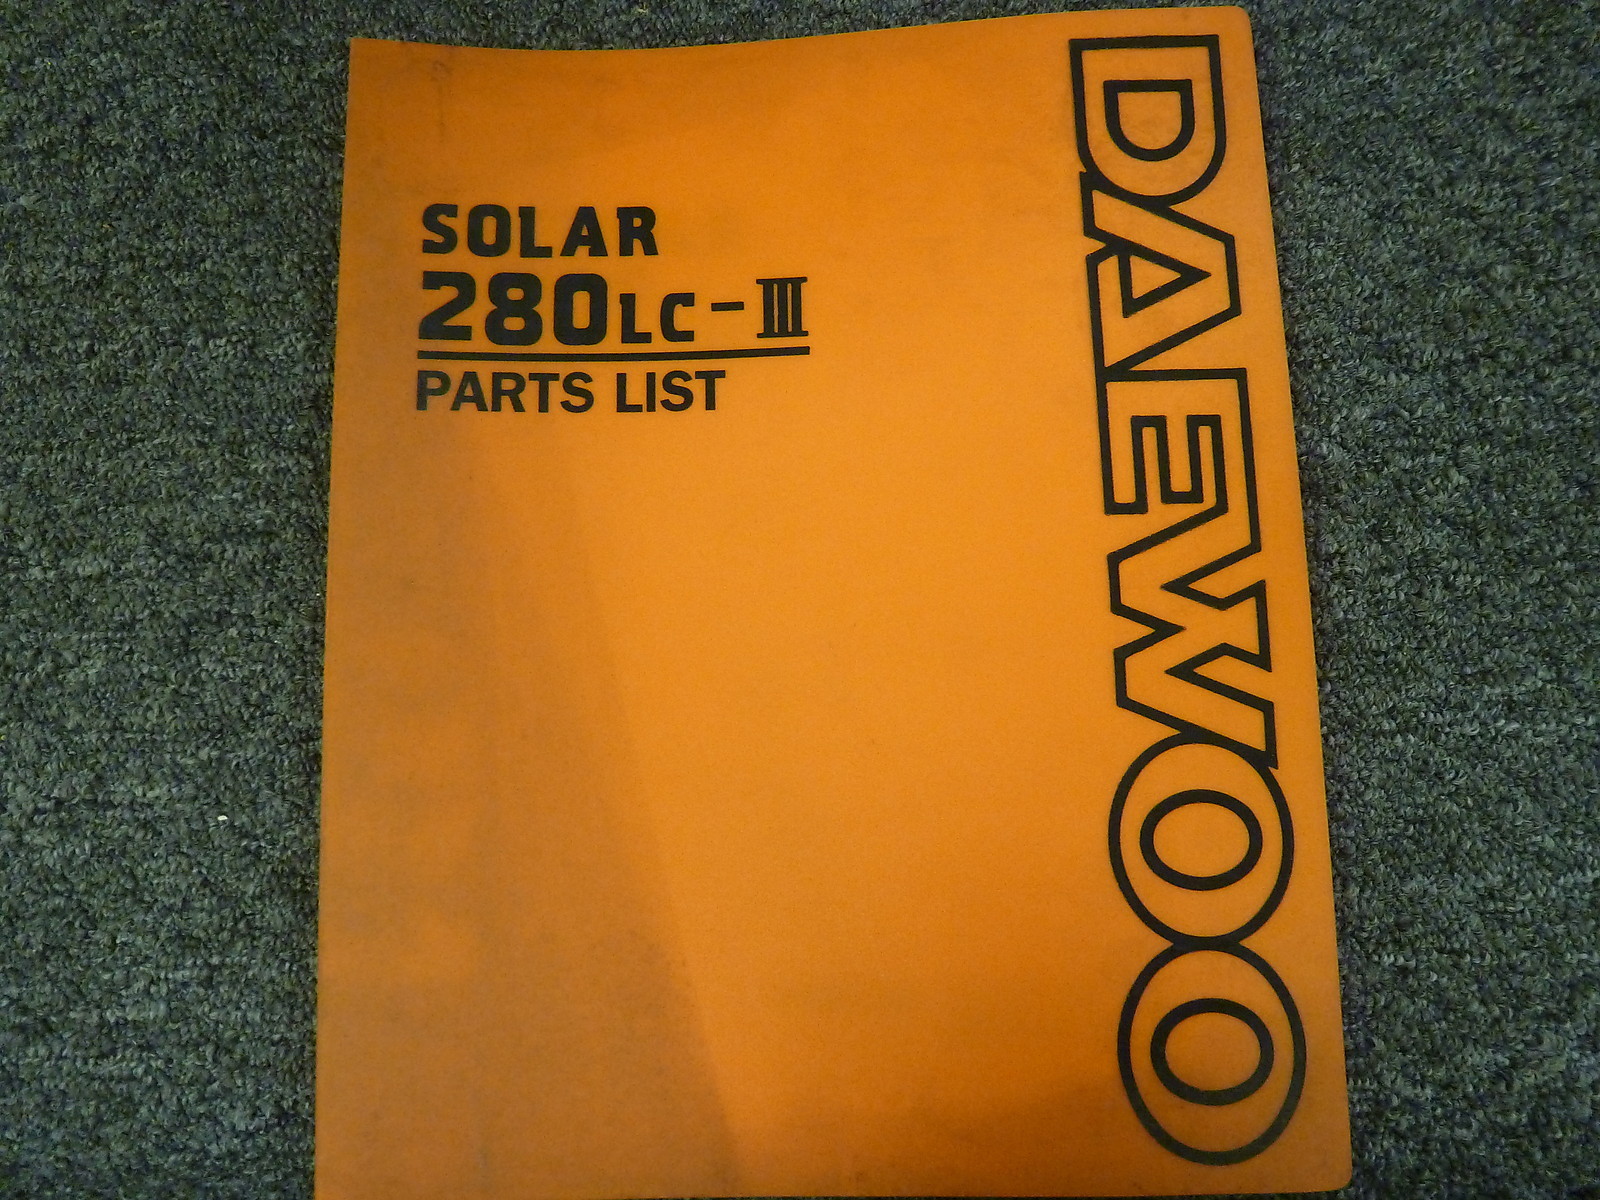 SOLAR
280LC-III
PARTS LIST
DAEWOO